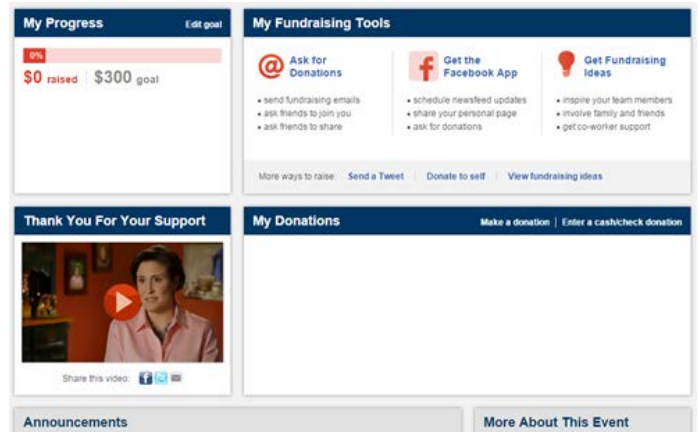 My Progress Edit goal
0%
$0 raised $300 goal
My Fundraising Tools
Ask for
Donations
• send fundraising emails
• ask friends to join you
• ask friends to share
Get the
Facebook App
• schedule newsfeed updates
• share your personal page
• ask for donations
Get Fundraising
Ideas
• inspire your team members
• involve family and friends
• get co-worker support
More ways to raise: Send a Tweet | Donate to self | View fundraising ideas
Thank You For Your Support
Share this video:
My Donations Make a donation | Enter a cash/check donation
Announcements
More About This Event